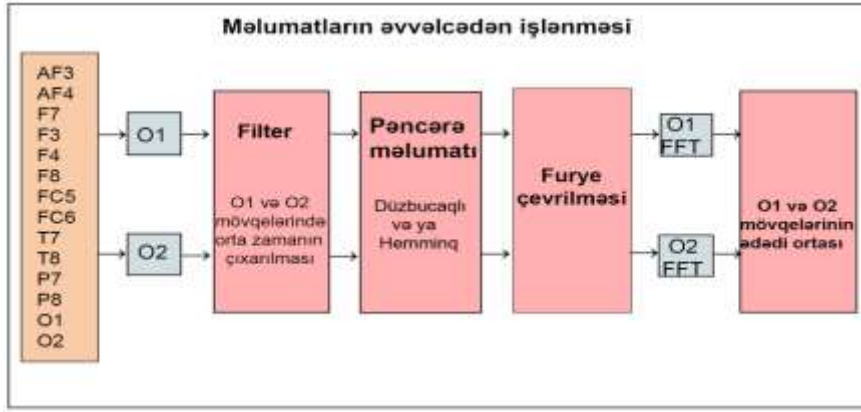 Məlumatların əvvəlcədən işlənməsi
AF3
AF4
F7
F3
F4
F8
FC5
FC6
T7
T8
P7
P8
O1
O2
O1
O2
Filter
O1 və O2
mövqelərində
orta zamanın
çıxarılması
Pəncərə
məlumatı
Düzbucaqlı
və ya
Hemminq
Furye
çevrilməsi
O1
FFT
O2
FFT
O1 və O2
mövqelərinin
ədədi ortası